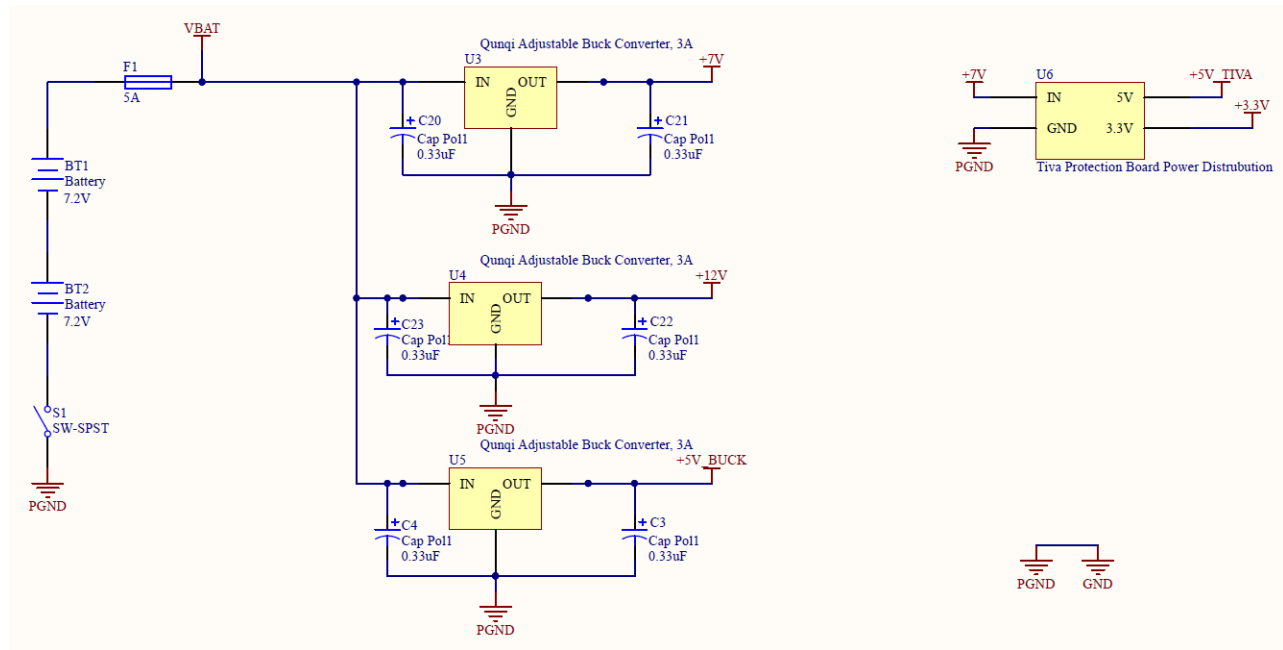 VBAT
F1
5A
BT1
Battery
7.2V
BT2
Battery
7.2V
S1
SW-SPST
PGND
Qunqi Adjustable Buck Converter, 3A
U3
+7V
IN
OUT
GND
+ C20
Cap Pol1
0.33uF
+ C21
Cap Pol1
0.33uF
PGND
Qunqi Adjustable Buck Converter, 3A
U4
+12V
IN
OUT
GND
+ C23
Cap Pol1
0.33uF
+ C22
Cap Pol1
0.33uF
PGND
Qunqi Adjustable Buck Converter, 3A
U5
+5V_BUCK
IN
OUT
GND
+ C4
Cap Pol1
0.33uF
+ C3
Cap Pol1
0.33uF
PGND
+7V
U6
+5V_TIVA
IN
5V
+3.3V
GND
3.3V
PGND
Tiva Protection Board Power Distrubution
PGND
GND